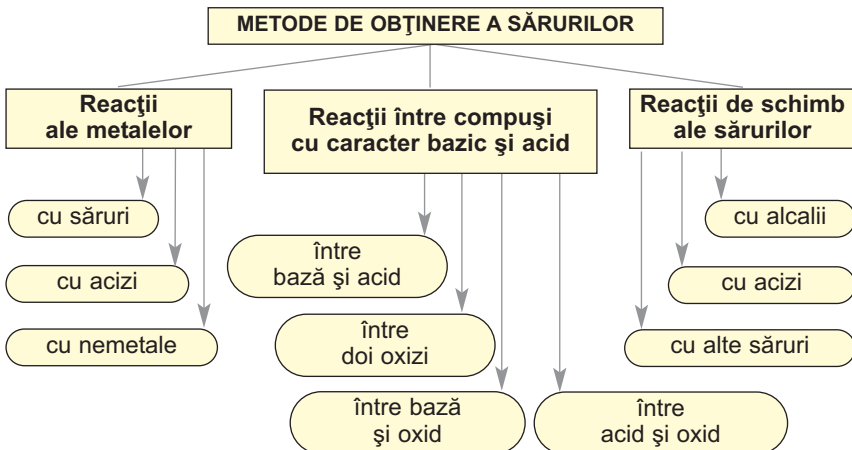 METODE DE OBŢINERE A SĂRURILOR
Reacţii
ale metalelor
cu săruri
cu acizi
cu nemetale
Reacţii între compuşi
cu caracter bazic şi acid
între
bază şi acid
între
doi oxizi
între bază
şi oxid
între
acid şi oxid
Reacţii de schimb
ale sărurilor
cu alcalii
cu acizi
cu alte săruri